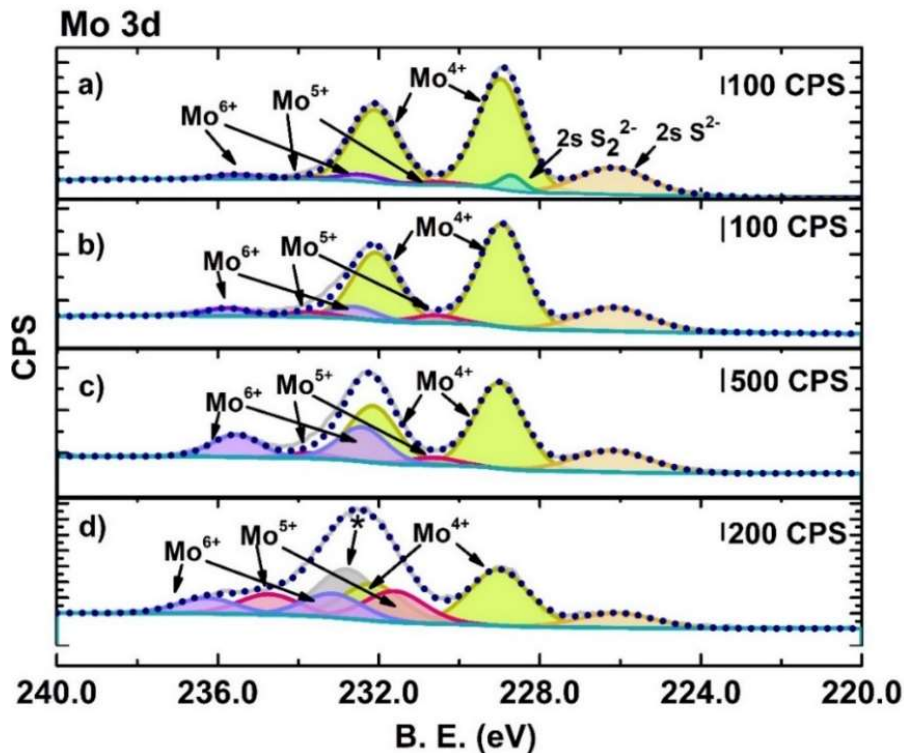 Mo 3d
a)
Mo⁶⁺
Mo⁵⁺
Mo⁴⁺
2s S₂²⁻
2s S²⁻
100 CPS
b)
Mo⁶⁺
Mo⁵⁺
Mo⁴⁺
100 CPS
c)
Mo⁶⁺
Mo⁵⁺
Mo⁴⁺
500 CPS
d)
Mo⁶⁺
Mo⁵⁺
*
Mo⁴⁺
200 CPS
CPS
240.0 236.0 232.0 228.0 224.0 220.0
B. E. (eV)